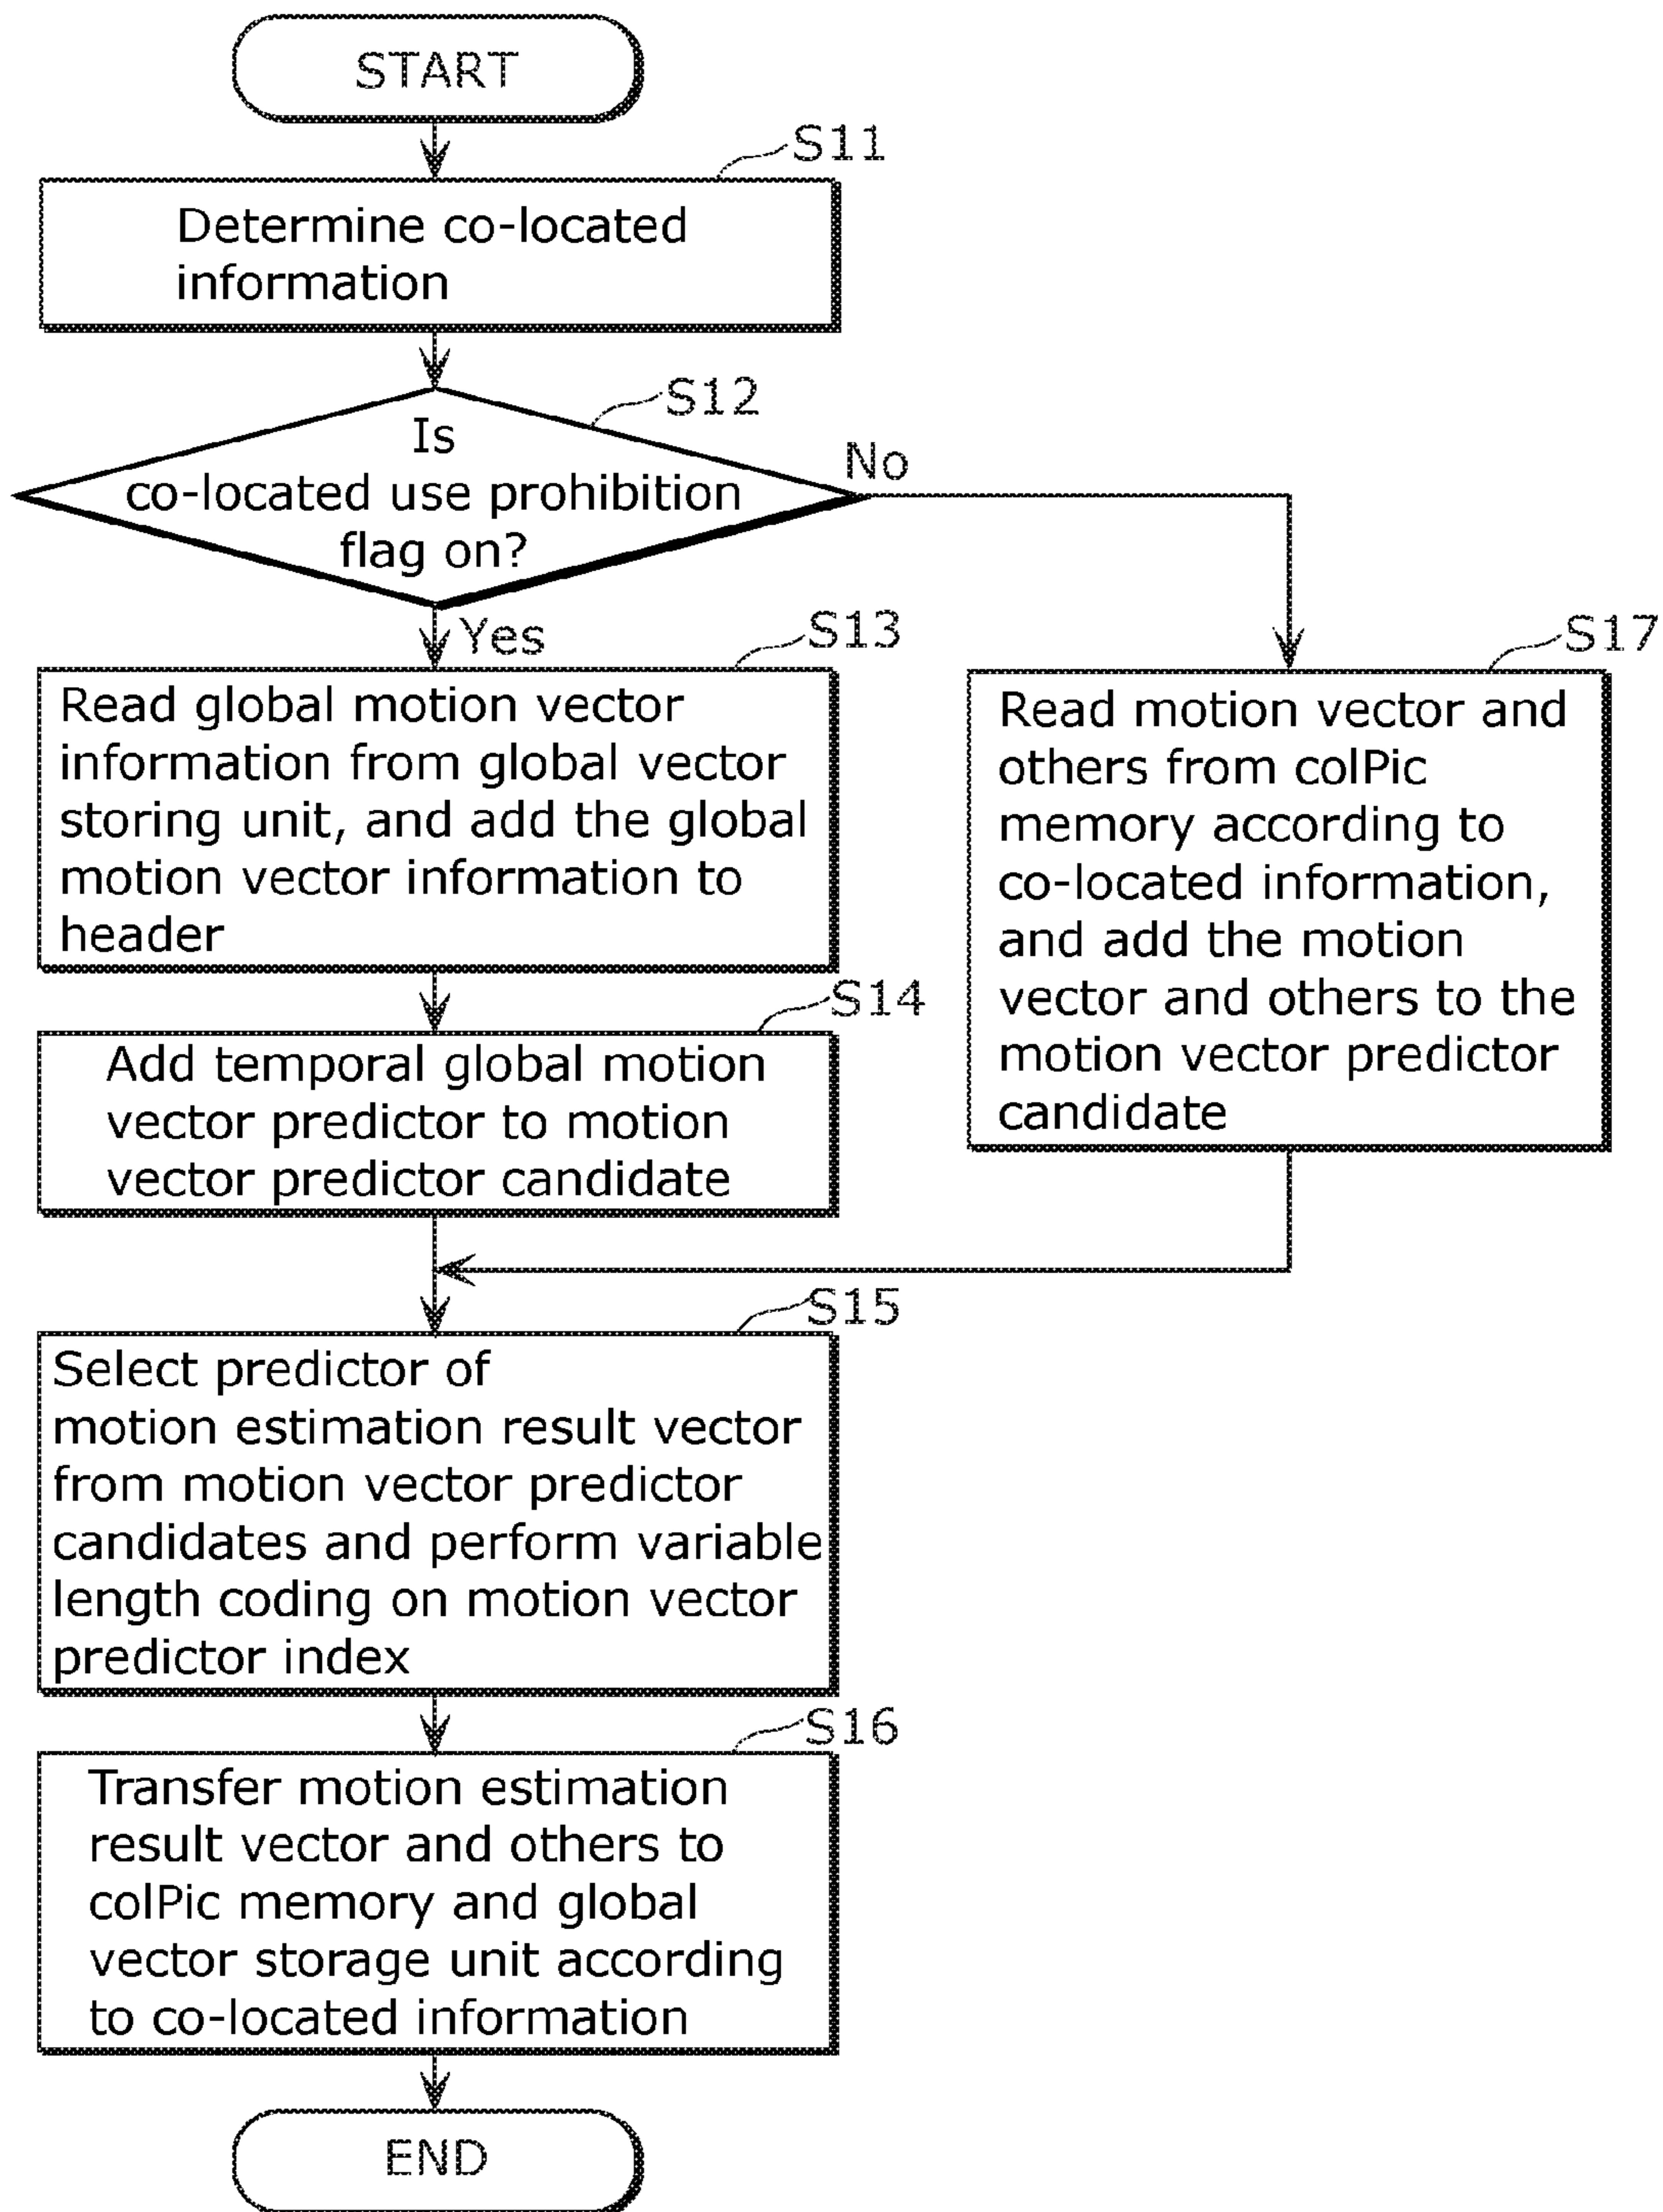 START
S11
Determine co-located
information
S12
Is
co-located use prohibition
flag on?
No
Yes
S13
Read global motion vector
information from global vector
storing unit, and add the global
motion vector information to
header
S17
Read motion vector and
others from colPic
memory according to
co-located information,
and add the motion
vector and others to the
motion vector predictor
candidate
S14
Add temporal global motion
vector predictor to motion
vector predictor candidate
S15
Select predictor of
motion estimation result vector
from motion vector predictor
candidates and perform variable
length coding on motion vector
predictor index
S16
Transfer motion estimation
result vector and others to
colPic memory and global
vector storage unit according
to co-located information
END